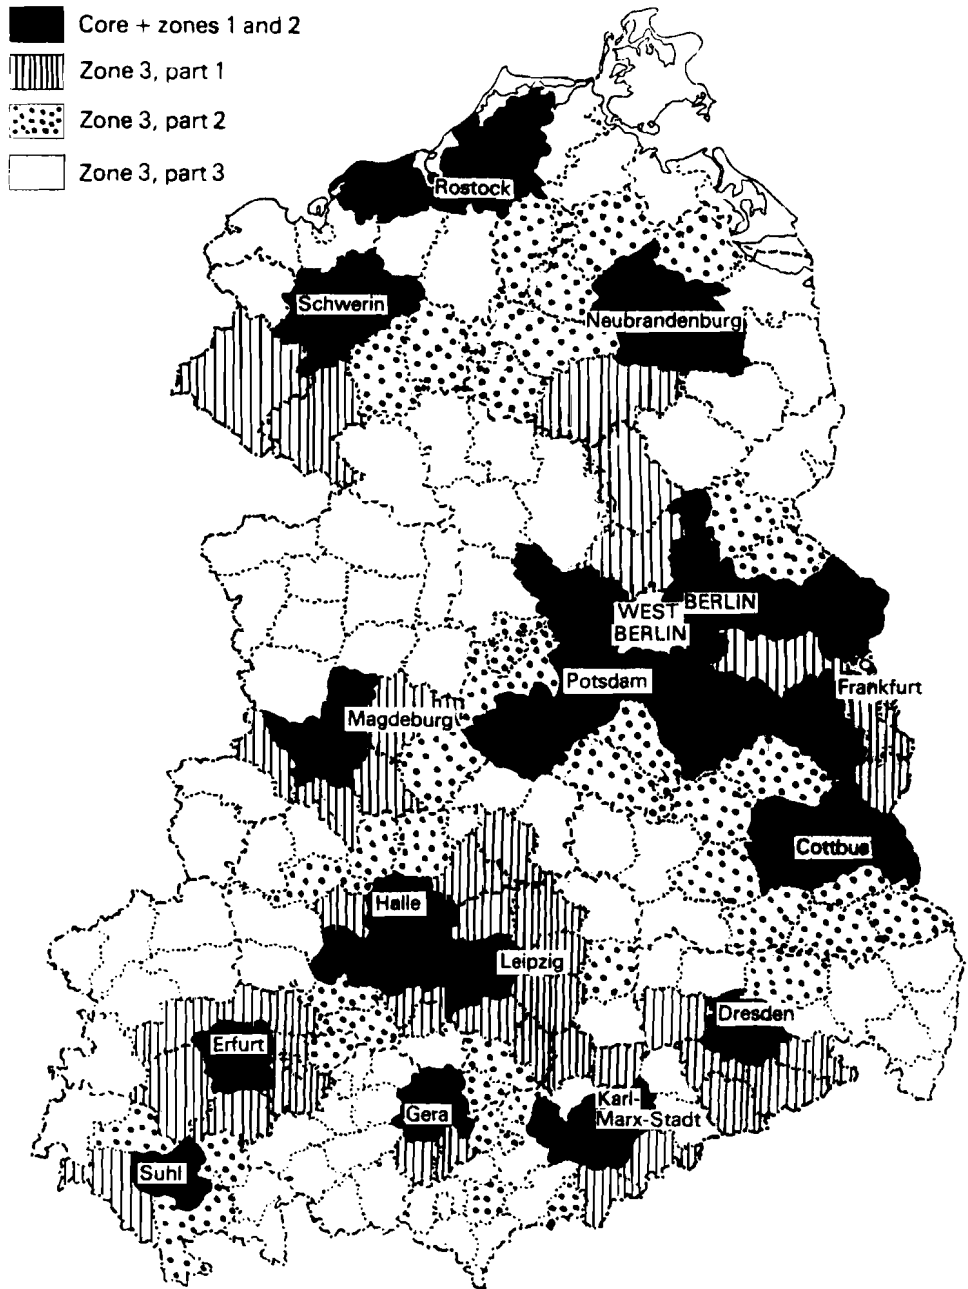 Core + zones 1 and 2
Zone 3, part 1
Zone 3, part 2
Zone 3, part 3
Rostock
Schwerin
Neubrandenburg
BERLIN
WEST
BERLIN
Potsdam
Frankfurt
Magdeburg
Cottbus
Halle
Leipzig
Dresden
Erfurt
Karl-
Marx-Stadt
Gera
Suhl